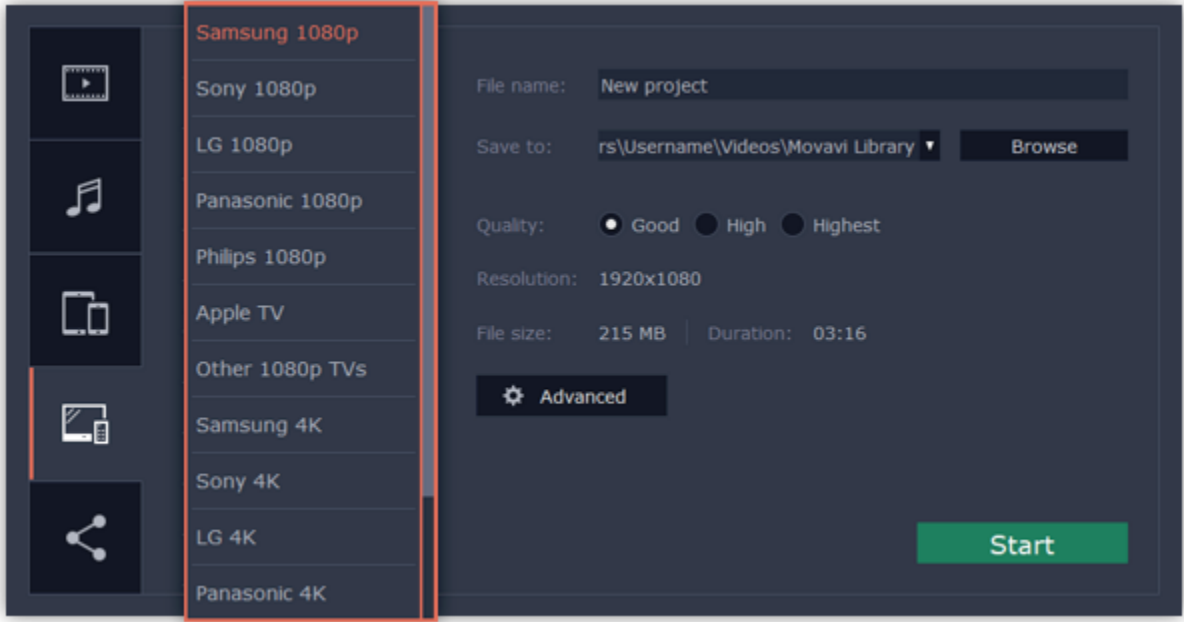 Samsung 1080p
Sony 1080p
LG 1080p
Panasonic 1080p
Philips 1080p
Apple TV
Other 1080p TVs
Samsung 4K
Sony 4K
LG 4K
Panasonic 4K
File name: New project
Save to: rs\Username\Videos\Movavi Library Browse
Quality: Good High Highest
Resolution: 1920x1080
File size: 215 MB Duration: 03:16
Advanced
Start